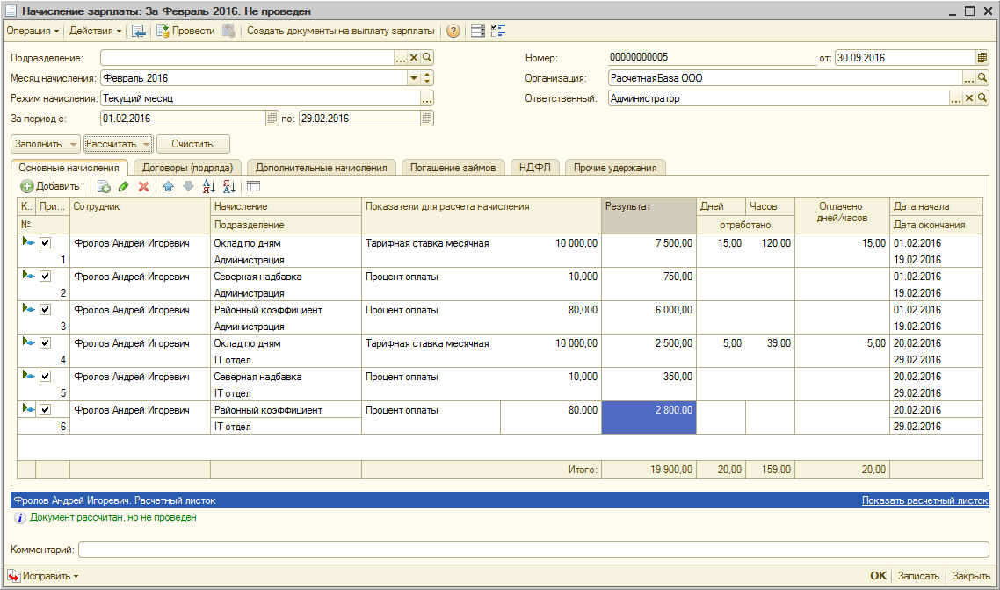 Начисление зарплаты: За Февраль 2016. Не проведен
Операция Действия Провести Создать документы на выплату зарплаты
Подразделение: ... Номер: 00000000005 от: 30.09.2016
Месяц начисления: Февраль 2016 Организация: РасчетнаяБаза ООО ...
Режим начисления: Текущий месяц ... Ответственный: Администратор ...
За период с: 01.02.2016 по: 29.02.2016
Заполнить Рассчитать Очистить
Основные начисления Договоры (подряда) Дополнительные начисления Погашение займов НДФЛ Прочие удержания
Добавить
К.. При... Сотрудник Начисление Показатели для расчета начисления Результат Дней Часов Оплачено дней/часов Дата начала
№ Подразделение отработано Дата окончания
Фролов Андрей Игоревич Оклад по дням Тарифная ставка месячная 10 000,00 7 500,00 15,00 120,00 15,00 01.02.2016
1 Администрация 19.02.2016
Фролов Андрей Игоревич Северная надбавка Процент оплаты 10,000 750,00 01.02.2016
2 Администрация 19.02.2016
Фролов Андрей Игоревич Районный коэффициент Процент оплаты 80,000 6 000,00 01.02.2016
3 Администрация 19.02.2016
Фролов Андрей Игоревич Оклад по дням Тарифная ставка месячная 10 000,00 2 500,00 5,00 39,00 5,00 20.02.2016
4 IT отдел 29.02.2016
Фролов Андрей Игоревич Северная надбавка Процент оплаты 10,000 350,00 20.02.2016
5 IT отдел 29.02.2016
Фролов Андрей Игоревич Районный коэффициент Процент оплаты 80,000 2 800,00 20.02.2016
6 IT отдел 29.02.2016
Итого: 19 900,00 20,00 159,00 20,00
Фролов Андрей Игоревич. Расчетный листок Показать расчетный листок
Документ рассчитан, но не проведен
Комментарий:
Исправить OK Записать Закрыть